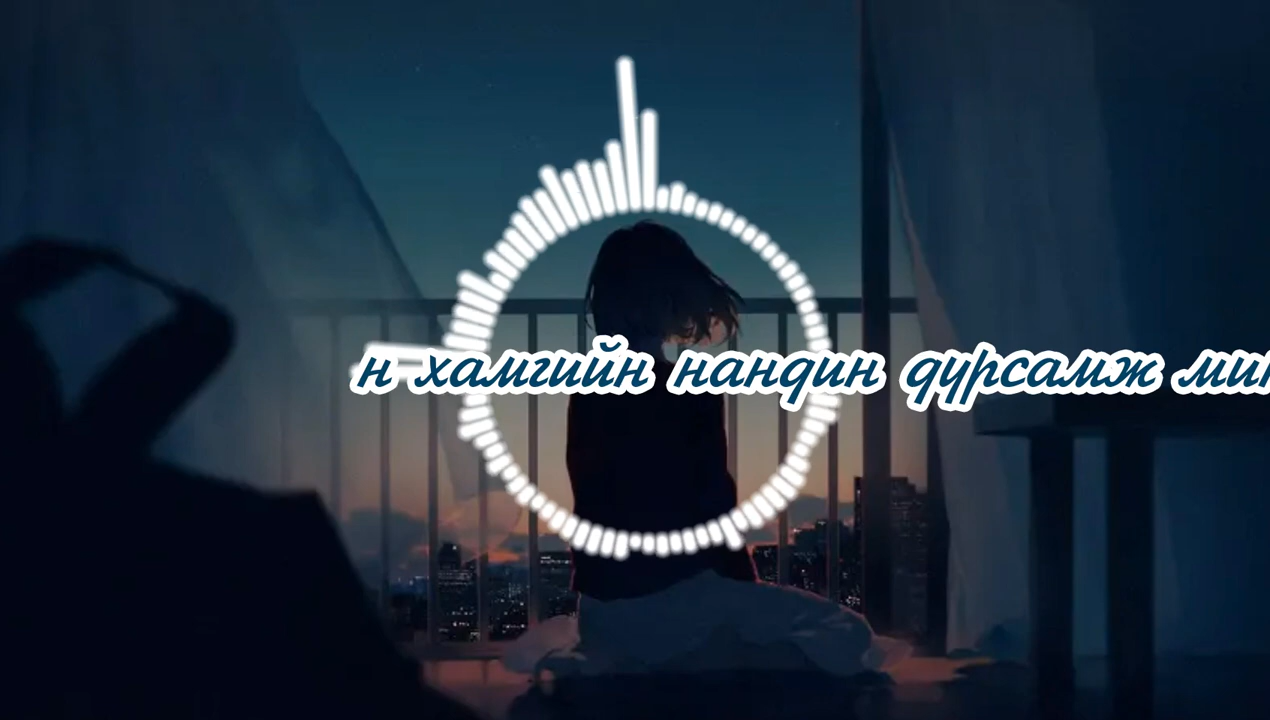 н хамгийн нандин дурсамж ми